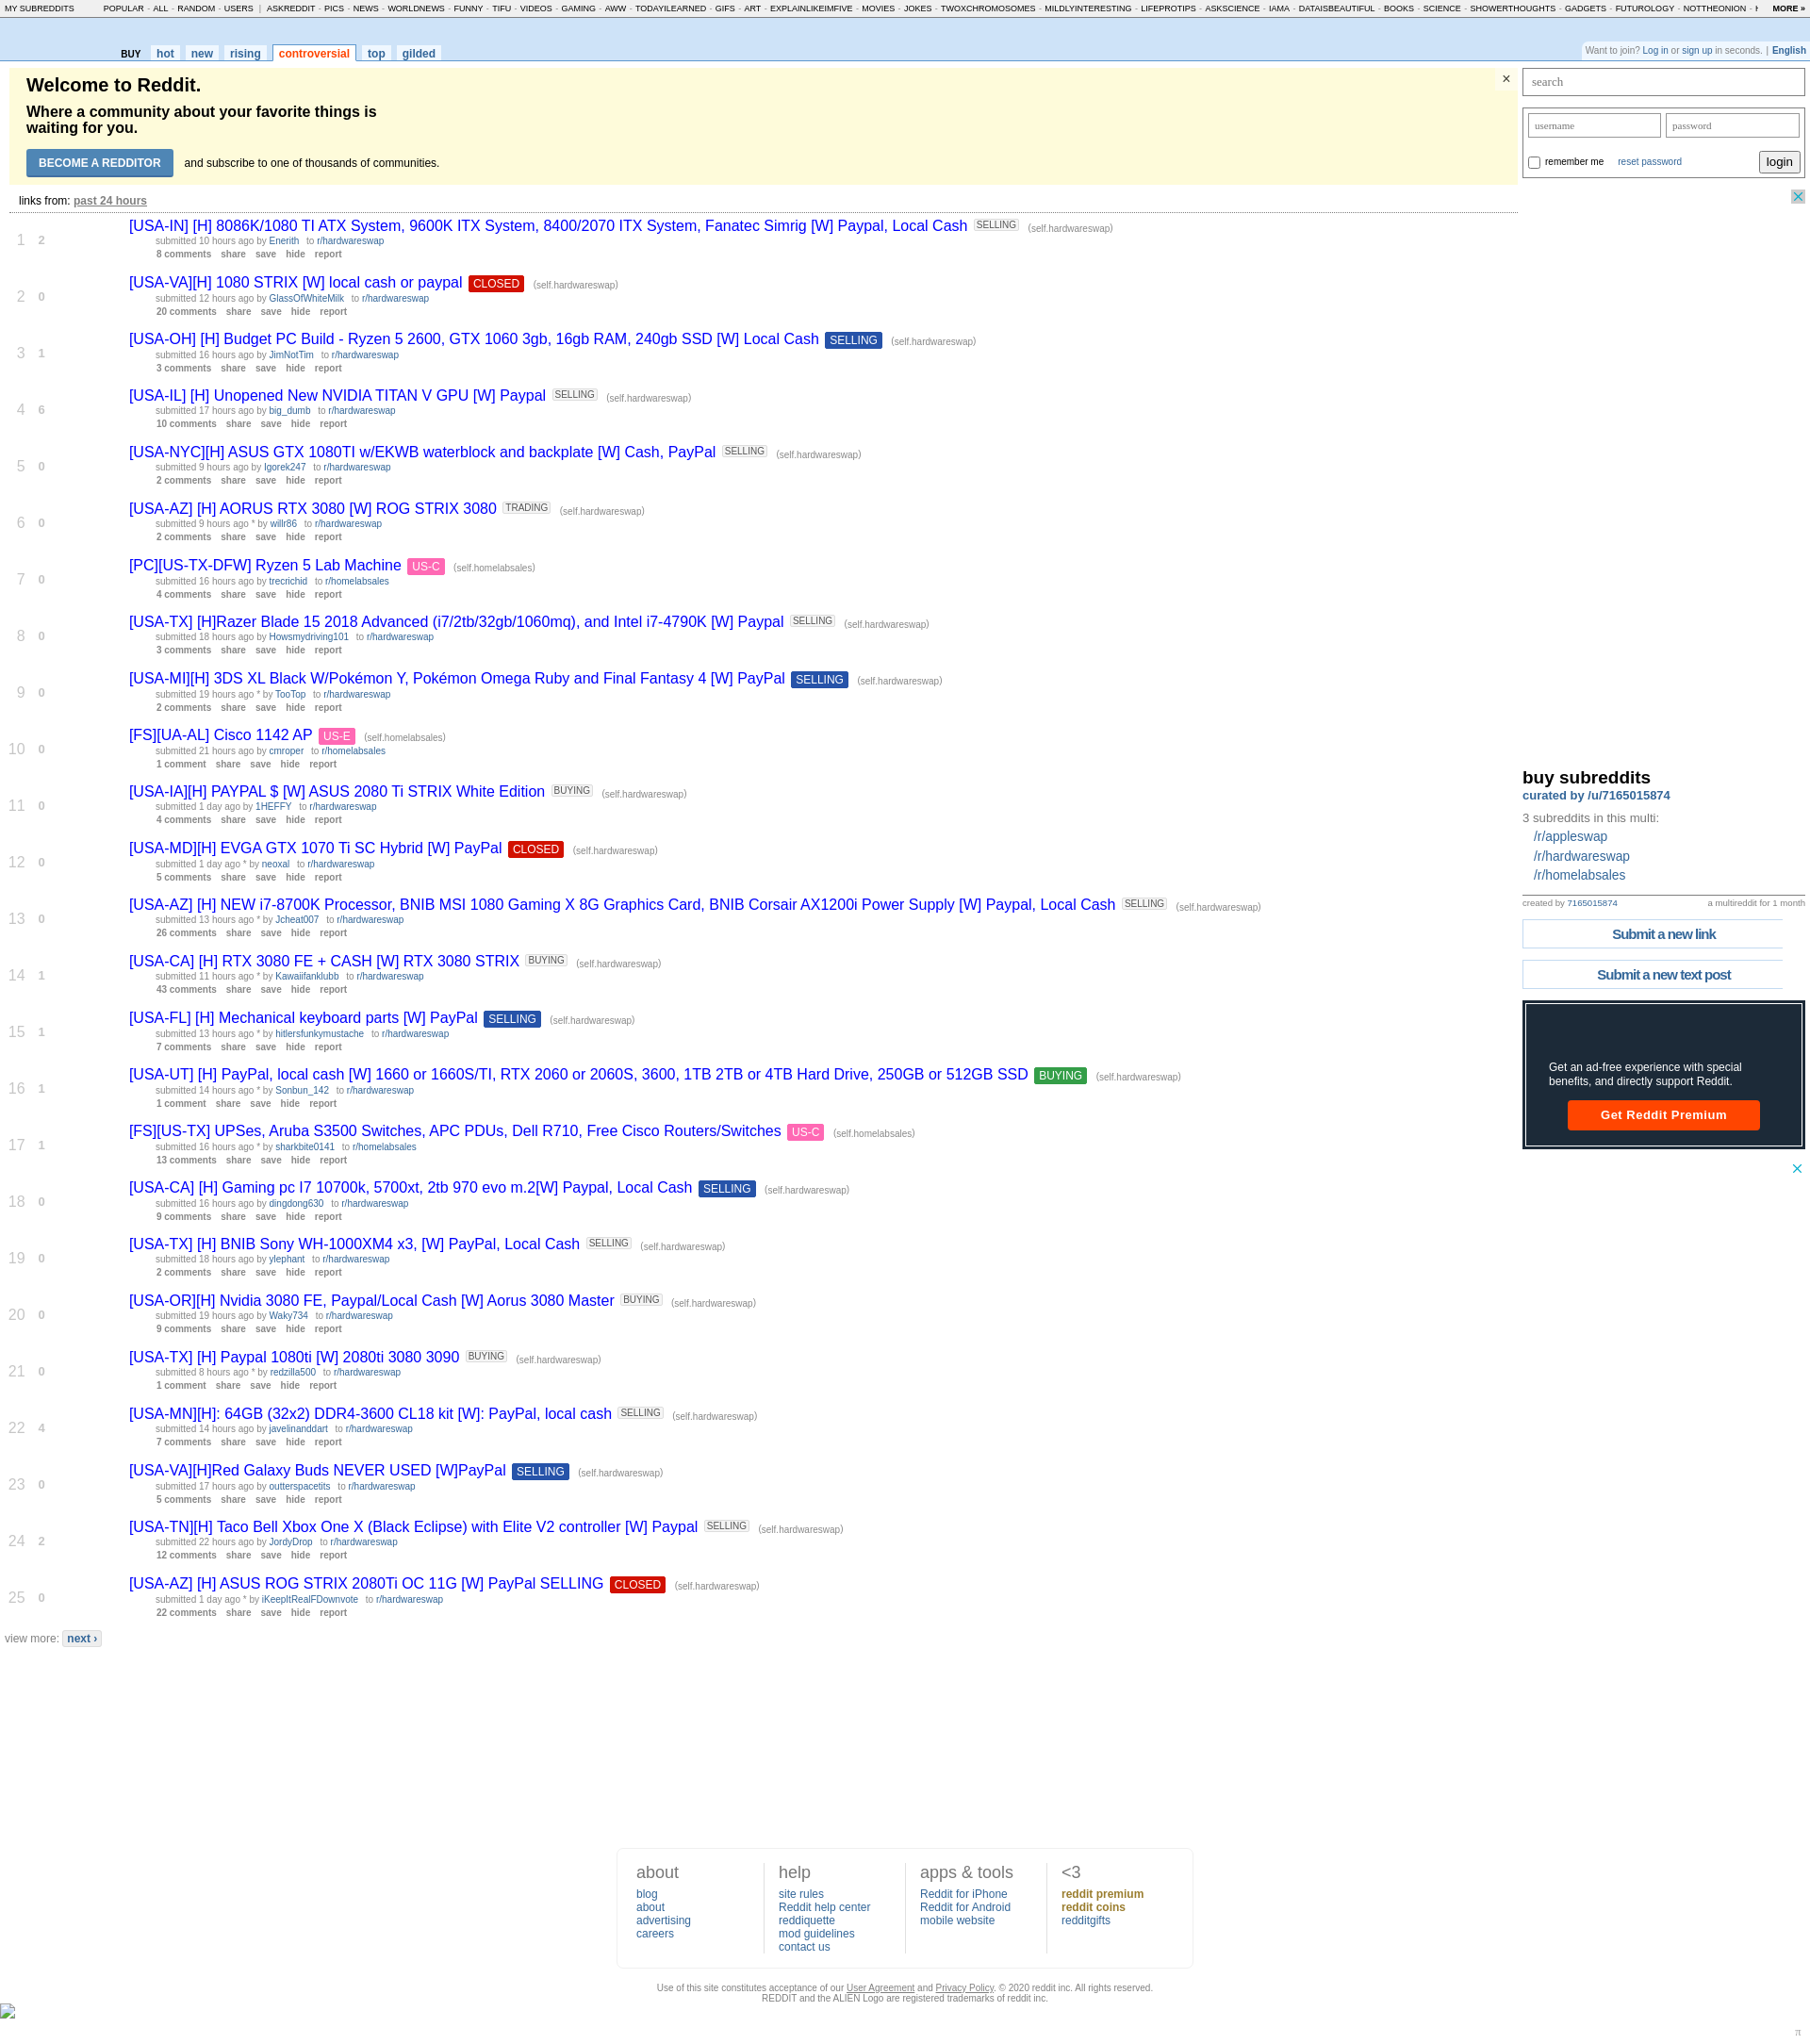 MY SUBREDDITS POPULAR - ALL - RANDOM - USERS | ASKREDDIT - PICS - NEWS - WORLDNEWS - FUNNY - TIFU - VIDEOS - GAMING - AWW - TODAYILEARNED - GIFS - ART - EXPLAINLIKEIMFIVE - MOVIES - JOKES - TWOXCHROMOSOMES - MILDLYINTERESTING - LIFEPROTIPS - ASKSCIENCE - IAMA - DATAISBEAUTIFUL - BOOKS - SCIENCE - SHOWERTHOUGHTS - GADGETS - FUTUROLOGY - NOTTHEONION - MORE »
BUY hot new rising controversial top gilded
Want to join? Log in or sign up in seconds. | English
Welcome to Reddit.
Where a community about your favorite things is
waiting for you.
BECOME A REDDITOR and subscribe to one of thousands of communities.
×
search
username password
remember me reset password login
links from: past 24 hours
1 2 [USA-IN] [H] 8086K/1080 TI ATX System, 9600K ITX System, 8400/2070 ITX System, Fanatec Simrig [W] Paypal, Local Cash SELLING (self.hardwareswap)
submitted 10 hours ago by Enerith to r/hardwareswap
8 comments share save hide report
2 0 [USA-VA][H] 1080 STRIX [W] local cash or paypal CLOSED (self.hardwareswap)
submitted 12 hours ago by GlassOfWhiteMilk to r/hardwareswap
20 comments share save hide report
3 1 [USA-OH] [H] Budget PC Build - Ryzen 5 2600, GTX 1060 3gb, 16gb RAM, 240gb SSD [W] Local Cash SELLING (self.hardwareswap)
submitted 16 hours ago by JimNotTim to r/hardwareswap
3 comments share save hide report
4 6 [USA-IL] [H] Unopened New NVIDIA TITAN V GPU [W] Paypal SELLING (self.hardwareswap)
submitted 17 hours ago by big_dumb to r/hardwareswap
10 comments share save hide report
5 0 [USA-NYC][H] ASUS GTX 1080TI w/EKWB waterblock and backplate [W] Cash, PayPal SELLING (self.hardwareswap)
submitted 9 hours ago by Igorek247 to r/hardwareswap
2 comments share save hide report
6 0 [USA-AZ] [H] AORUS RTX 3080 [W] ROG STRIX 3080 TRADING (self.hardwareswap)
submitted 9 hours ago * by willr86 to r/hardwareswap
2 comments share save hide report
7 0 [PC][US-TX-DFW] Ryzen 5 Lab Machine US-C (self.homelabsales)
submitted 16 hours ago by trecrichid to r/homelabsales
4 comments share save hide report
8 0 [USA-TX] [H]Razer Blade 15 2018 Advanced (i7/2tb/32gb/1060mq), and Intel i7-4790K [W] Paypal SELLING (self.hardwareswap)
submitted 18 hours ago by Howsmydriving101 to r/hardwareswap
3 comments share save hide report
9 0 [USA-MI][H] 3DS XL Black W/Pokémon Y, Pokémon Omega Ruby and Final Fantasy 4 [W] PayPal SELLING (self.hardwareswap)
submitted 19 hours ago * by TooTop to r/hardwareswap
2 comments share save hide report
10 0 [FS][UA-AL] Cisco 1142 AP US-E (self.homelabsales)
submitted 21 hours ago by cmroper to r/homelabsales
1 comment share save hide report
11 0 [USA-IA][H] PAYPAL $ [W] ASUS 2080 Ti STRIX White Edition BUYING (self.hardwareswap)
submitted 1 day ago by 1HEFFY to r/hardwareswap
4 comments share save hide report
12 0 [USA-MD][H] EVGA GTX 1070 Ti SC Hybrid [W] PayPal CLOSED (self.hardwareswap)
submitted 1 day ago * by neoxal to r/hardwareswap
5 comments share save hide report
13 0 [USA-AZ] [H] NEW i7-8700K Processor, BNIB MSI 1080 Gaming X 8G Graphics Card, BNIB Corsair AX1200i Power Supply [W] Paypal, Local Cash SELLING (self.hardwareswap)
submitted 13 hours ago * by Jcheat007 to r/hardwareswap
26 comments share save hide report
14 1 [USA-CA] [H] RTX 3080 FE + CASH [W] RTX 3080 STRIX BUYING (self.hardwareswap)
submitted 11 hours ago * by Kawaiifanklubb to r/hardwareswap
43 comments share save hide report
15 1 [USA-FL] [H] Mechanical keyboard parts [W] PayPal SELLING (self.hardwareswap)
submitted 13 hours ago * by hitlersfunkymustache to r/hardwareswap
7 comments share save hide report
16 1 [USA-UT] [H] PayPal, local cash [W] 1660 or 1660S/TI, RTX 2060 or 2060S, 3600, 1TB 2TB or 4TB Hard Drive, 250GB or 512GB SSD BUYING (self.hardwareswap)
submitted 14 hours ago * by Sonbun_142 to r/hardwareswap
1 comment share save hide report
17 1 [FS][US-TX] UPSes, Aruba S3500 Switches, APC PDUs, Dell R710, Free Cisco Routers/Switches US-C (self.homelabsales)
submitted 16 hours ago * by sharkbite0141 to r/homelabsales
13 comments share save hide report
18 0 [USA-CA] [H] Gaming pc I7 10700k, 5700xt, 2tb 970 evo m.2[W] Paypal, Local Cash SELLING (self.hardwareswap)
submitted 16 hours ago by dingdong630 to r/hardwareswap
9 comments share save hide report
19 0 [USA-TX] [H] BNIB Sony WH-1000XM4 x3, [W] PayPal, Local Cash SELLING (self.hardwareswap)
submitted 18 hours ago by ylephant to r/hardwareswap
2 comments share save hide report
20 0 [USA-OR][H] Nvidia 3080 FE, Paypal/Local Cash [W] Aorus 3080 Master BUYING (self.hardwareswap)
submitted 19 hours ago by Waky734 to r/hardwareswap
9 comments share save hide report
21 0 [USA-TX] [H] Paypal 1080ti [W] 2080ti 3080 3090 BUYING (self.hardwareswap)
submitted 8 hours ago * by redzilla500 to r/hardwareswap
1 comment share save hide report
22 4 [USA-MN][H]: 64GB (32x2) DDR4-3600 CL18 kit [W]: PayPal, local cash SELLING (self.hardwareswap)
submitted 14 hours ago by javelinanddart to r/hardwareswap
7 comments share save hide report
23 0 [USA-VA][H]Red Galaxy Buds NEVER USED [W]PayPal SELLING (self.hardwareswap)
submitted 17 hours ago by outterspacetits to r/hardwareswap
5 comments share save hide report
24 2 [USA-TN][H] Taco Bell Xbox One X (Black Eclipse) with Elite V2 controller [W] Paypal SELLING (self.hardwareswap)
submitted 22 hours ago by JordyDrop to r/hardwareswap
12 comments share save hide report
25 0 [USA-AZ] [H] ASUS ROG STRIX 2080Ti OC 11G [W] PayPal SELLING CLOSED (self.hardwareswap)
submitted 1 day ago * by iKeepItRealFDownvote to r/hardwareswap
22 comments share save hide report
view more: next ›
buy subreddits
curated by /u/7165015874
3 subreddits in this multi:
/r/appleswap
/r/hardwareswap
/r/homelabsales
created by 7165015874 a multireddit for 1 month
Submit a new link
Submit a new text post
Get an ad-free experience with special
benefits, and directly support Reddit.
Get Reddit Premium
about
blog
about
advertising
careers
help
site rules
Reddit help center
reddiquette
mod guidelines
contact us
apps & tools
Reddit for iPhone
Reddit for Android
mobile website
<3
reddit premium
reddit coins
redditgifts
Use of this site constitutes acceptance of our User Agreement and Privacy Policy. © 2020 reddit inc. All rights reserved.
REDDIT and the ALIEN Logo are registered trademarks of reddit inc.
π